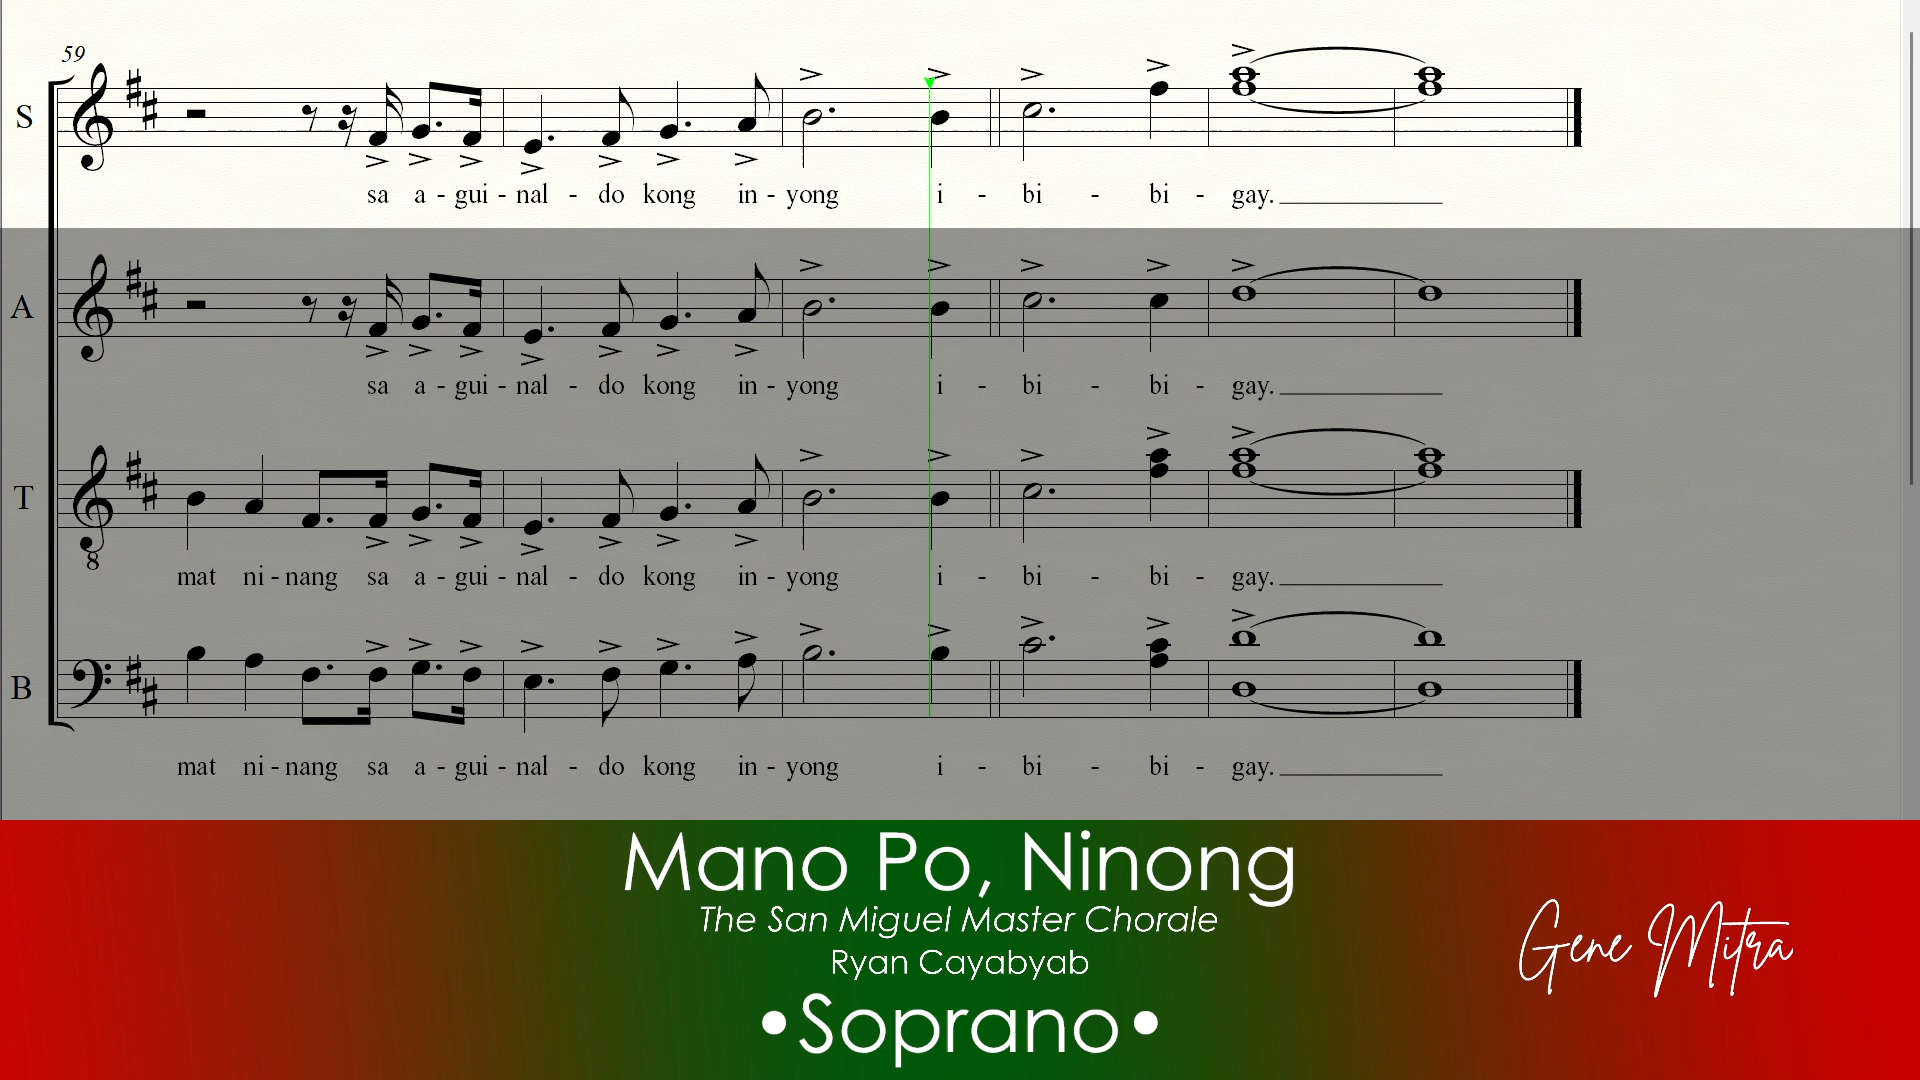 59
S
sa a - gui - nal - do kong in - yong i - bi - bi - gay.
A
sa a - gui - nal - do kong in - yong i - bi - bi - gay.
T
8
mat ni - nang sa a - gui - nal - do kong in - yong i - bi - bi - gay.
B
mat ni - nang sa a - gui - nal - do kong in - yong i - bi - bi - gay.
Mano Po, Ninong
The San Miguel Master Chorale
Ryan Cayabyab
•Soprano•
Gene Mitra